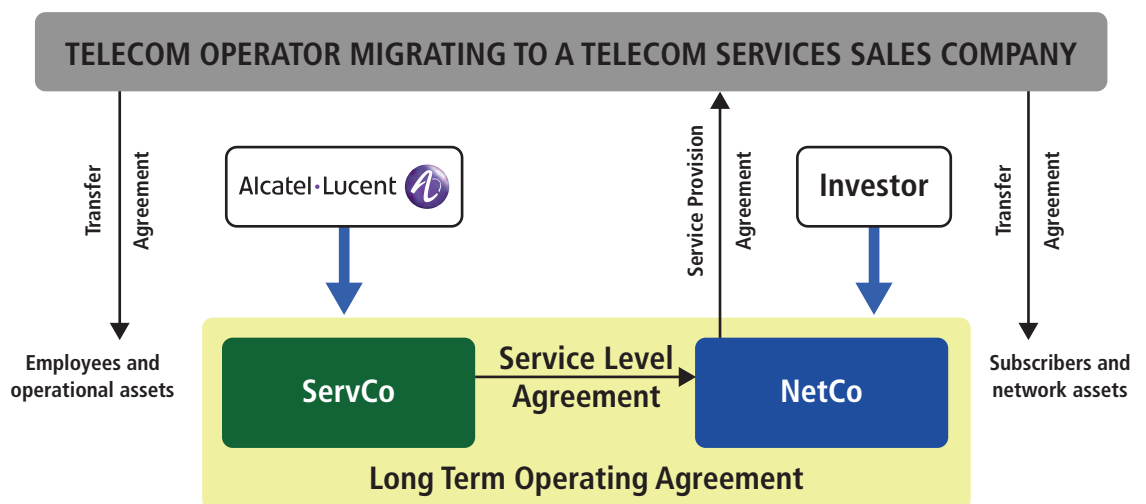 TELECOM OPERATOR MIGRATING TO A TELECOM SERVICES SALES COMPANY
Transfer
Agreement
Alcatel·Lucent
Service Provision
Agreement
Investor
Transfer
Agreement
Employees and
operational assets
ServCo
Service Level
Agreement
NetCo
Subscribers and
network assets
Long Term Operating Agreement